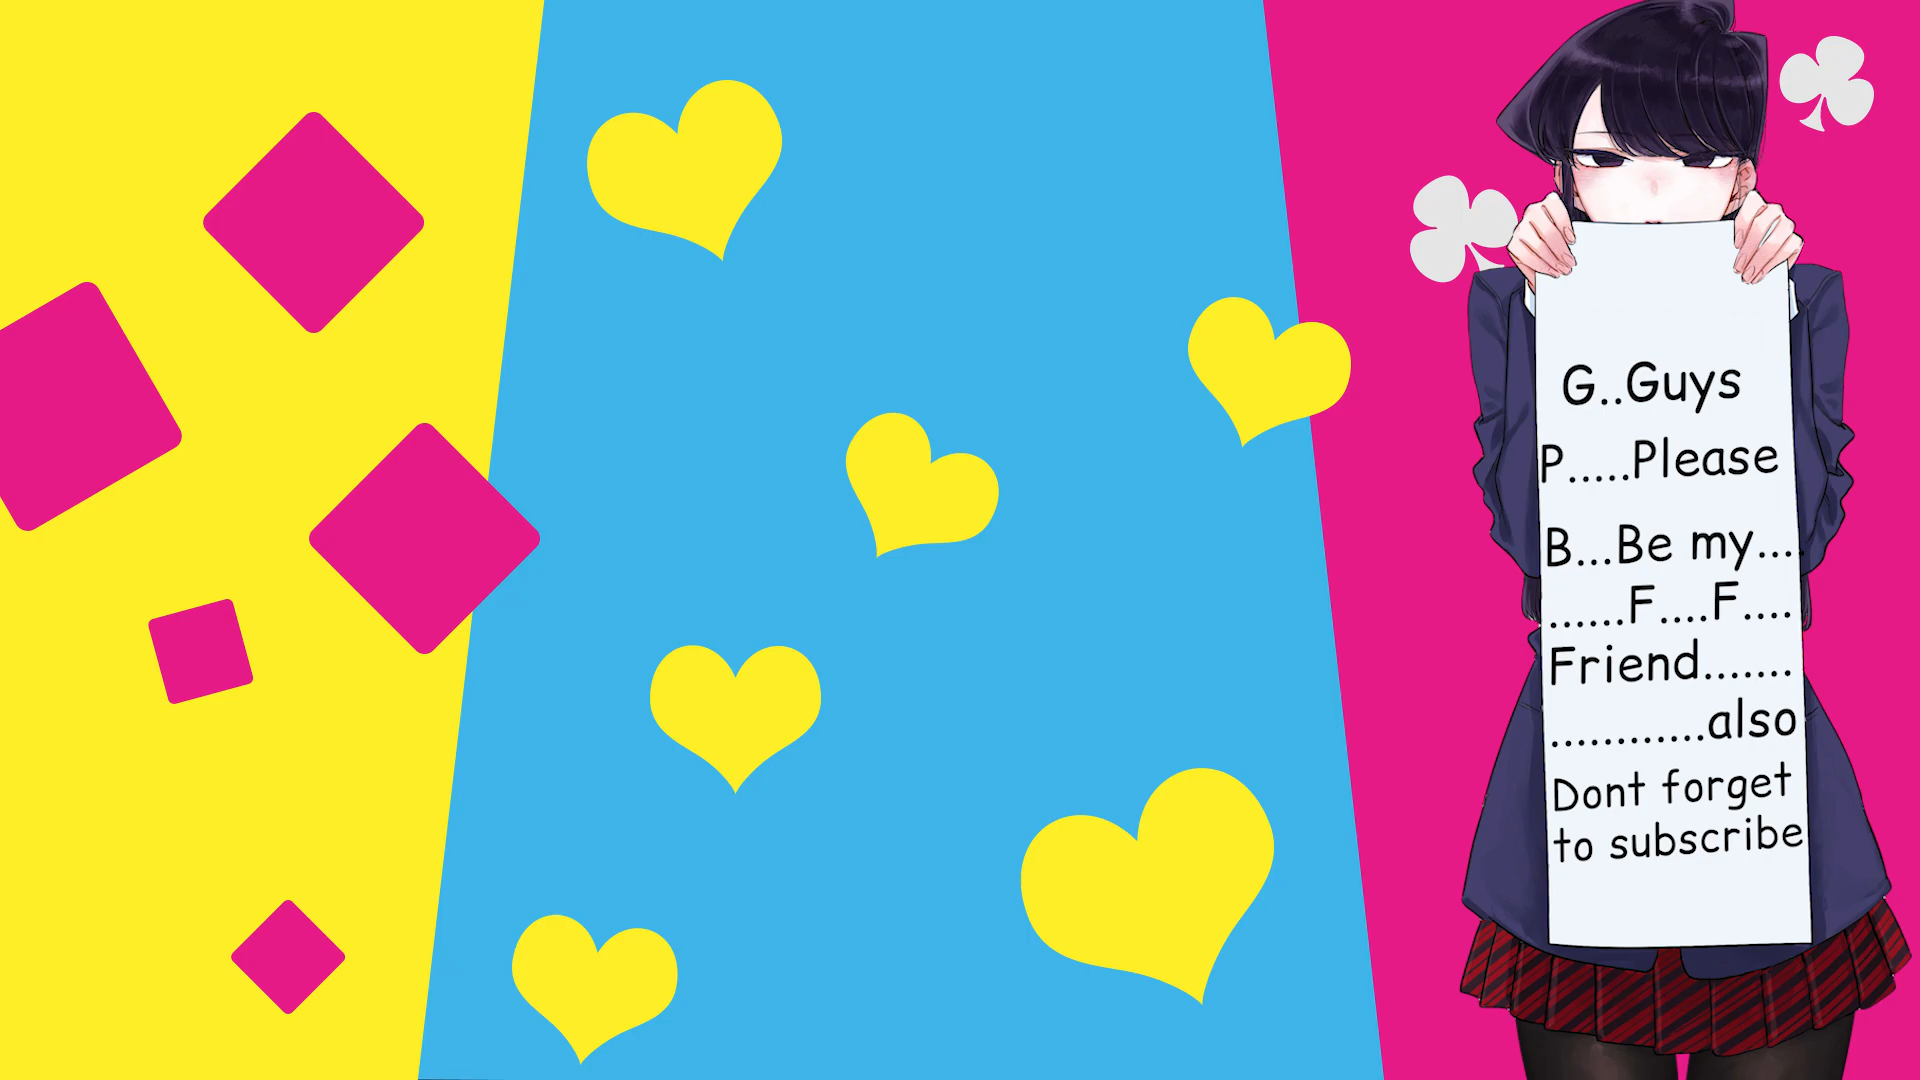 G..Guys
P.....Please
B...Be my....
......F....F....
Friend.......
............also
Dont forget
to subscribe